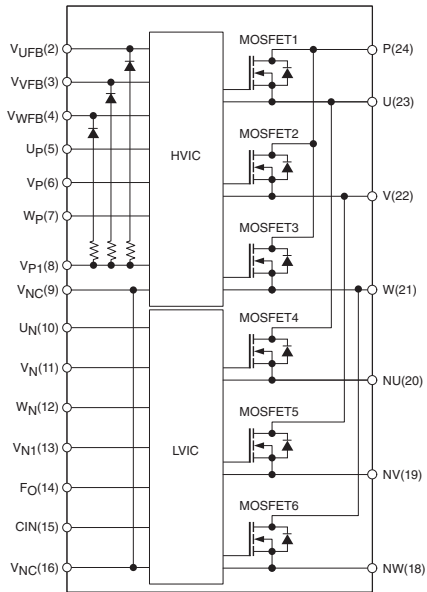 VUFB(2)
VVFB(3)
VWFB(4)
UP(5)
VP(6)
WP(7)
VP1(8)
VNC(9)
UN(10)
VN(11)
WN(12)
VN1(13)
FO(14)
CIN(15)
VNC(16)
HVIC
LVIC
MOSFET1
MOSFET2
MOSFET3
MOSFET4
MOSFET5
MOSFET6
P(24)
U(23)
V(22)
W(21)
NU(20)
NV(19)
NW(18)